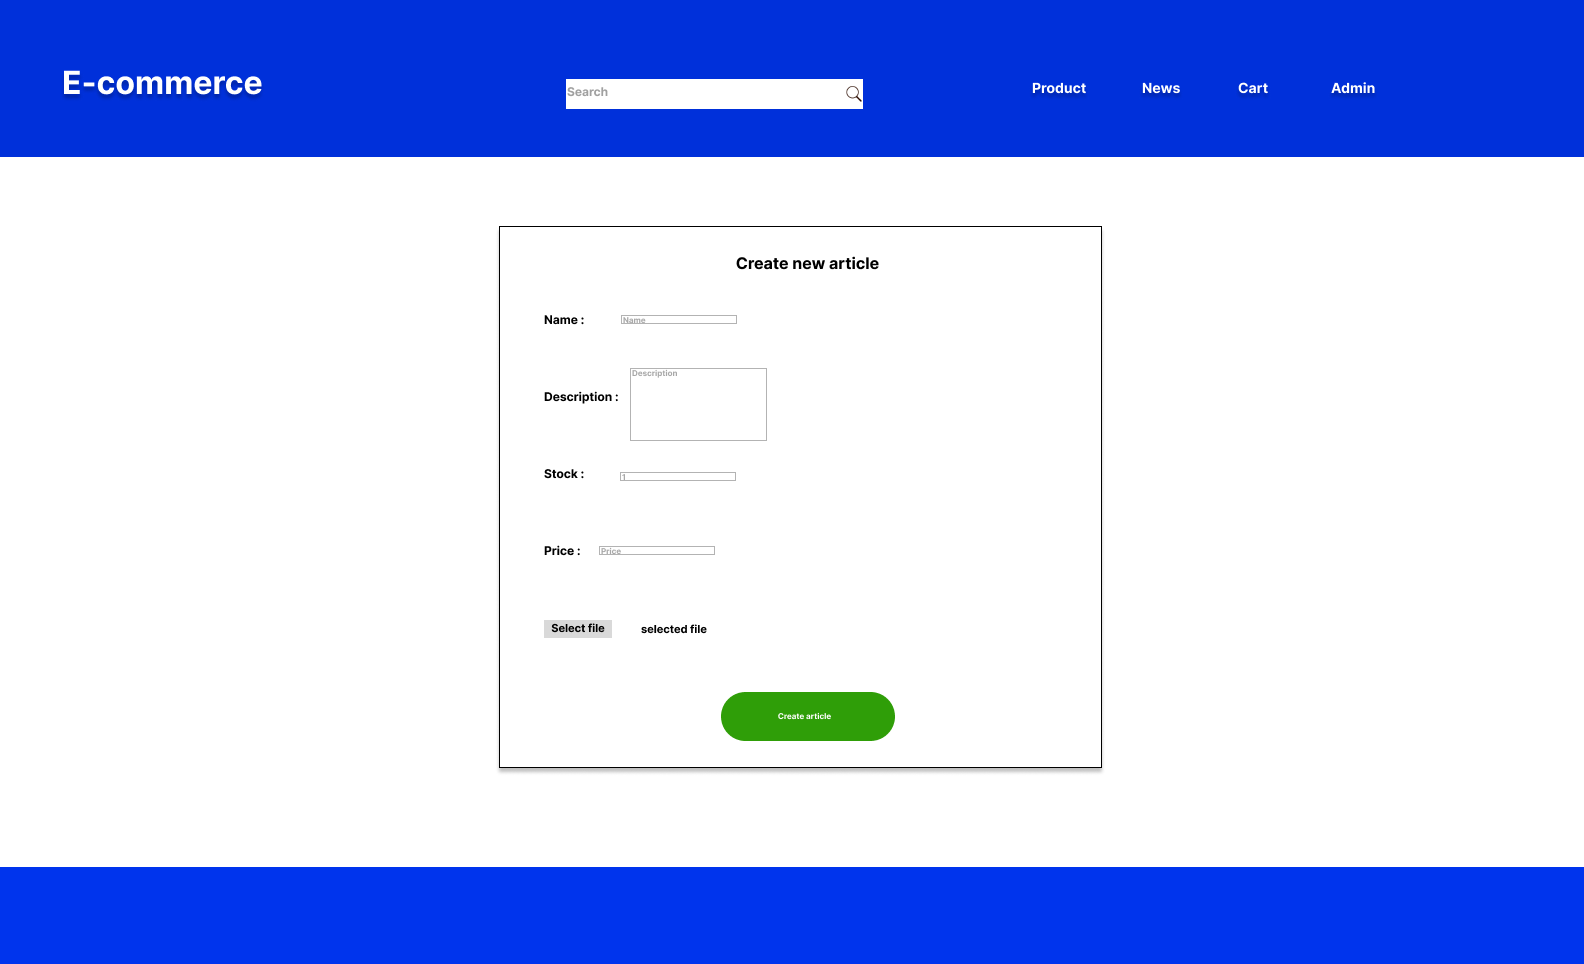 E-commerce
Search
Product News Cart Admin
Create new article
Name : Name
Description : Description
Stock : 1
Price : Price
Select file selected file
Create article